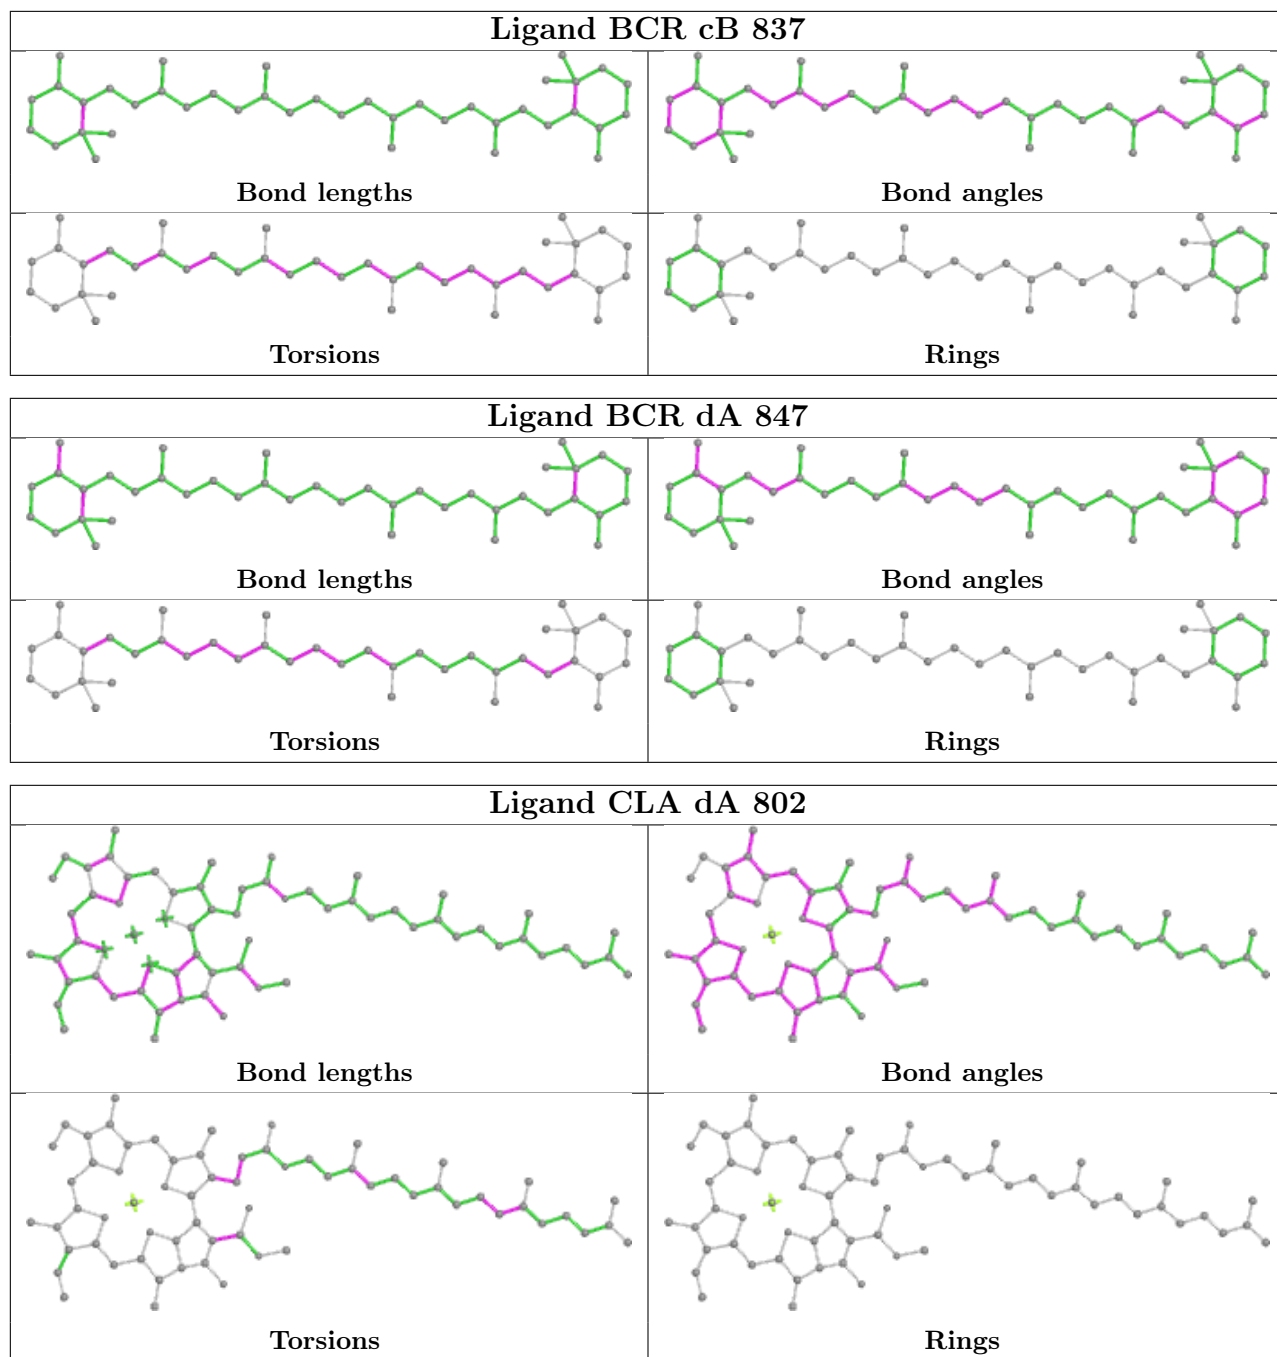 Ligand BCR cB 837
Bond lengths
Bond angles
Torsions
Rings
Ligand BCR dA 847
Bond lengths
Bond angles
Torsions
Rings
Ligand CLA dA 802
Bond lengths
Bond angles
Torsions
Rings